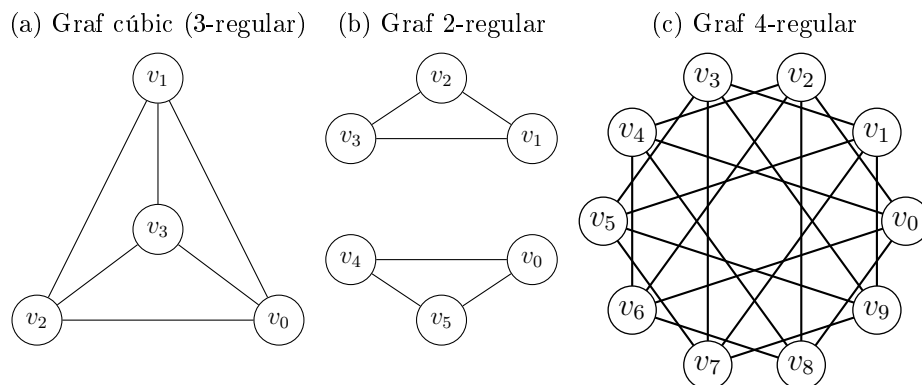 (a) Graf cúbic (3-regular)
(b) Graf 2-regular
(c) Graf 4-regular
v₁
v₃
v₂
v₀
v₂
v₃
v₁
v₄
v₀
v₅
v₃
v₂
v₄
v₁
v₅
v₀
v₆
v₉
v₇
v₈